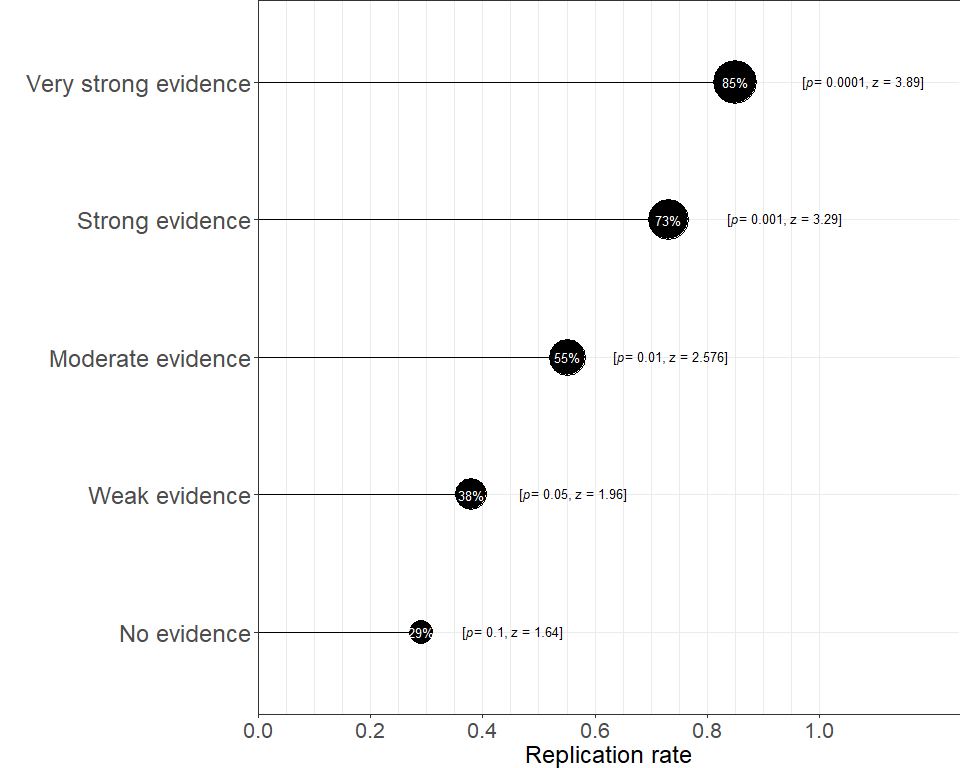 Very strong evidence 85% [p= 0.0001, z = 3.89]
Strong evidence 73% [p= 0.001, z = 3.29]
Moderate evidence 55% [p= 0.01, z = 2.576]
Weak evidence 38% [p= 0.05, z = 1.96]
No evidence 29% [p= 0.1, z = 1.64]
0.0 0.2 0.4 0.6 0.8 1.0
Replication rate